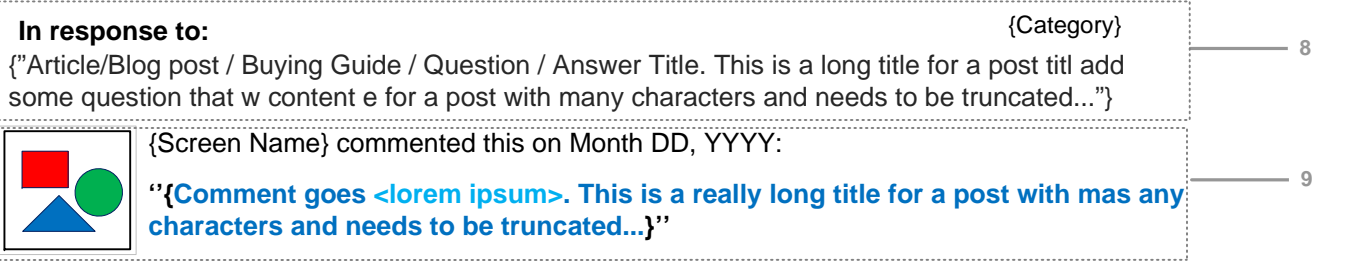 In response to:
{Category}
8
{"Article/Blog post / Buying Guide / Question / Answer Title. This is a long title for a post titl add
some question that w content e for a post with many characters and needs to be truncated..."}
{Screen Name} commented this on Month DD, YYYY:
9
‘’{Comment goes <lorem ipsum>. This is a really long title for a post with mas any
characters and needs to be truncated...}’’